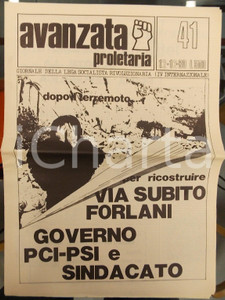 avanzata
proletaria
41
GIORNALE DELLA LEGA SOCIALISTA RIVOLUZIONARIA (IV INTERNAZIONALE)
dopo il terremoto
iCharta
per ricostruire
VIA SUBITO
FORLANI
GOVERNO
PCI-PSI e
SINDACATO